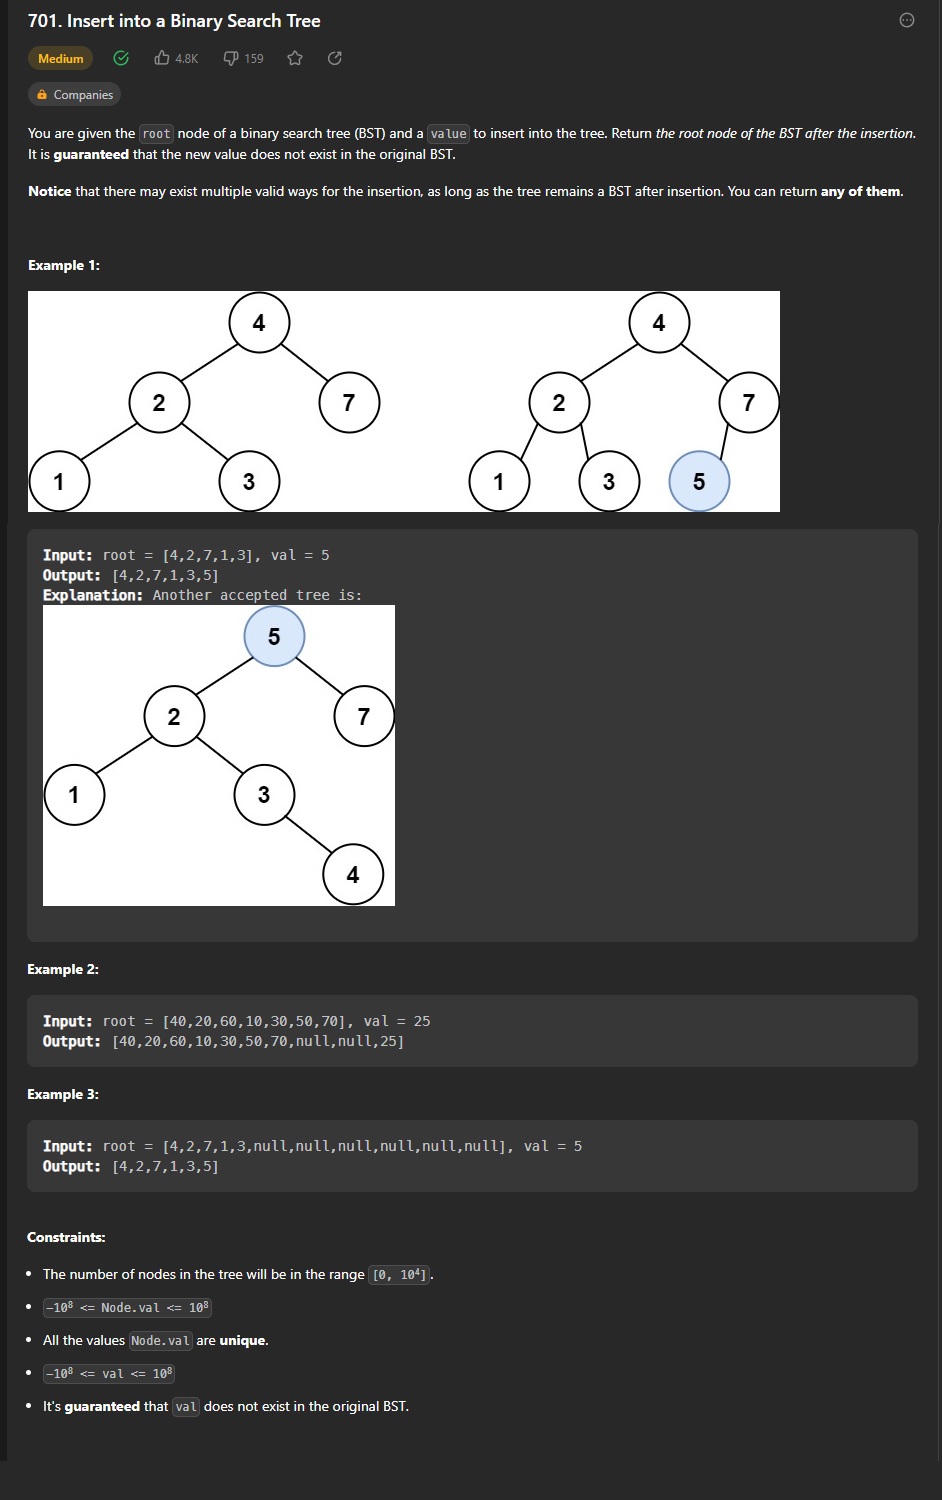 701. Insert into a Binary Search Tree
Medium 4.8K 159
Companies
You are given the root node of a binary search tree (BST) and a value to insert into the tree. Return the root node of the BST after the insertion.
It is guaranteed that the new value does not exist in the original BST.
Notice that there may exist multiple valid ways for the insertion, as long as the tree remains a BST after insertion. You can return any of them.
Example 1:
4 4
2 7 2 7
1 3 1 3 5
Input: root = [4,2,7,1,3], val = 5
Output: [4,2,7,1,3,5]
Explanation: Another accepted tree is:
5
2 7
1 3
4
Example 2:
Input: root = [40,20,60,10,30,50,70], val = 25
Output: [40,20,60,10,30,50,70,null,null,25]
Example 3:
Input: root = [4,2,7,1,3,null,null,null,null,null,null], val = 5
Output: [4,2,7,1,3,5]
Constraints:
• The number of nodes in the tree will be in the range [0, 10⁴].
• -10⁸ <= Node.val <= 10⁸
• All the values Node.val are unique.
• -10⁸ <= val <= 10⁸
• It's guaranteed that val does not exist in the original BST.